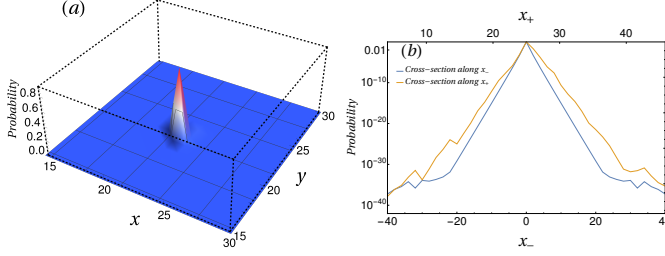 (a)
Probability
0.8
0.6
0.4
0.2
0.0
15
20
25
30
x
15
20
25
30
y
x+
10
20
30
40
(b)
Cross-section along x−
Cross-section along x+
Probability
0.01
10^−10
10^−20
10^−30
10^−40
−40
−20
0
20
40
x−